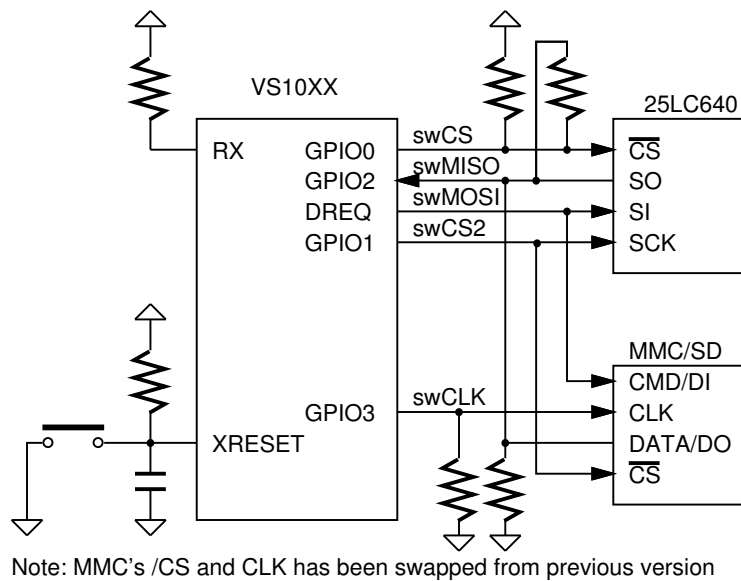 VS10XX
25LC640
RX
GPIO0
swCS
CS
GPIO2
swMISO
SO
DREQ
swMOSI
SI
GPIO1
swCS2
SCK
MMC/SD
CMD/DI
GPIO3
swCLK
CLK
XRESET
DATA/DO
CS
Note: MMC's /CS and CLK has been swapped from previous version